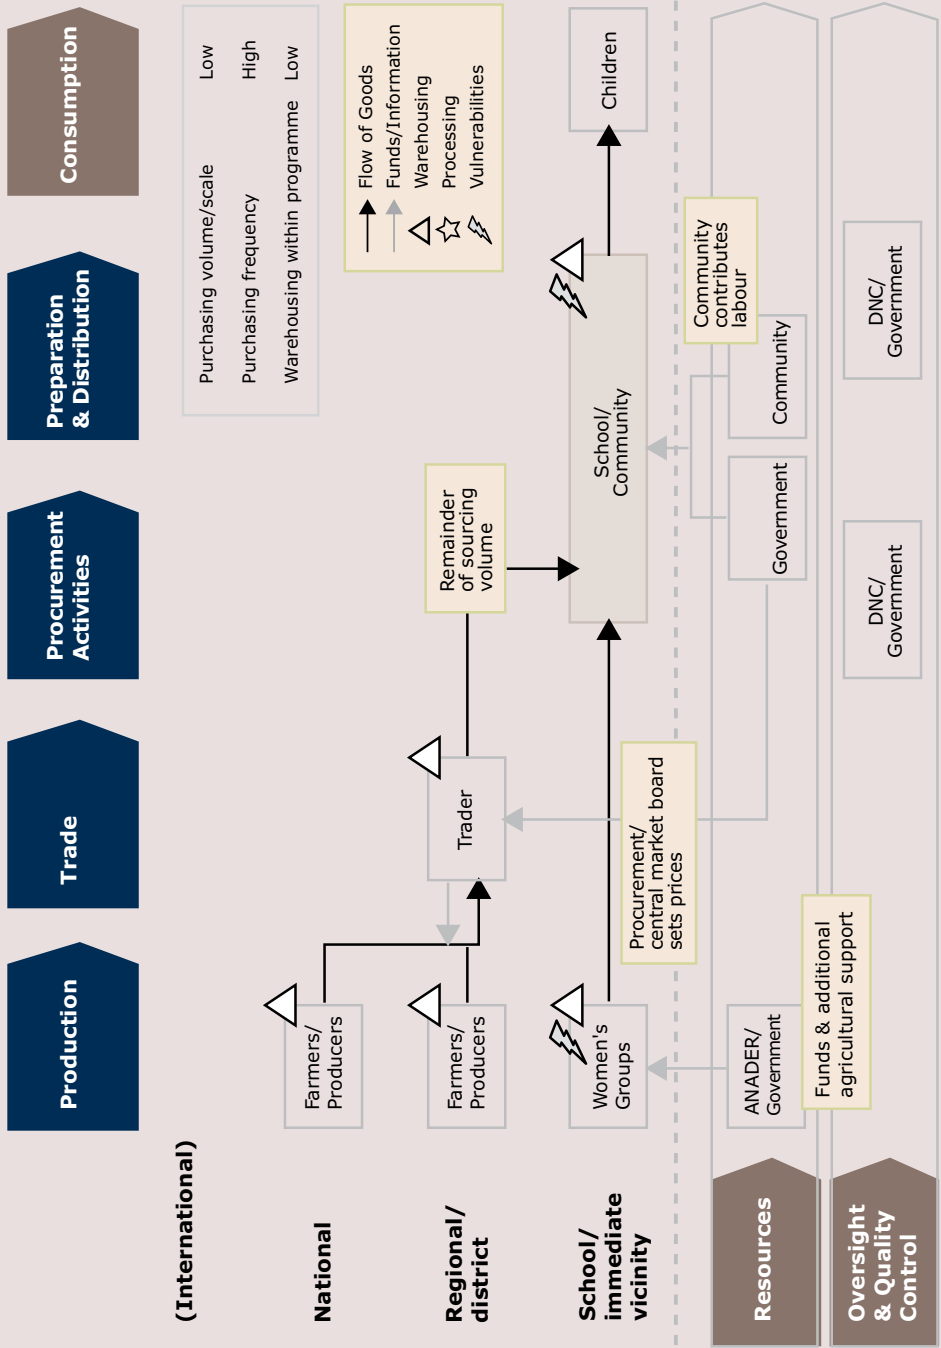 Production
Trade
Procurement
Activities
Preparation
& Distribution
Consumption
(International)
Purchasing volume/scale Low
Purchasing frequency High
Warehousing within programme Low
National
Farmers/
Producers
Flow of Goods
Funds/Information
Warehousing
Processing
Vulnerabilities
Regional/
district
Farmers/
Producers
Trader
Remainder
of sourcing
volume
School/
immediate
vicinity
Women's
Groups
School/
Community
Children
Procurement/
central market board
sets prices
Community
contributes
labour
Resources
ANADER/
Government
Government
Community
Funds & additional
agricultural support
Oversight
& Quality
Control
DNC/
Government
DNC/
Government